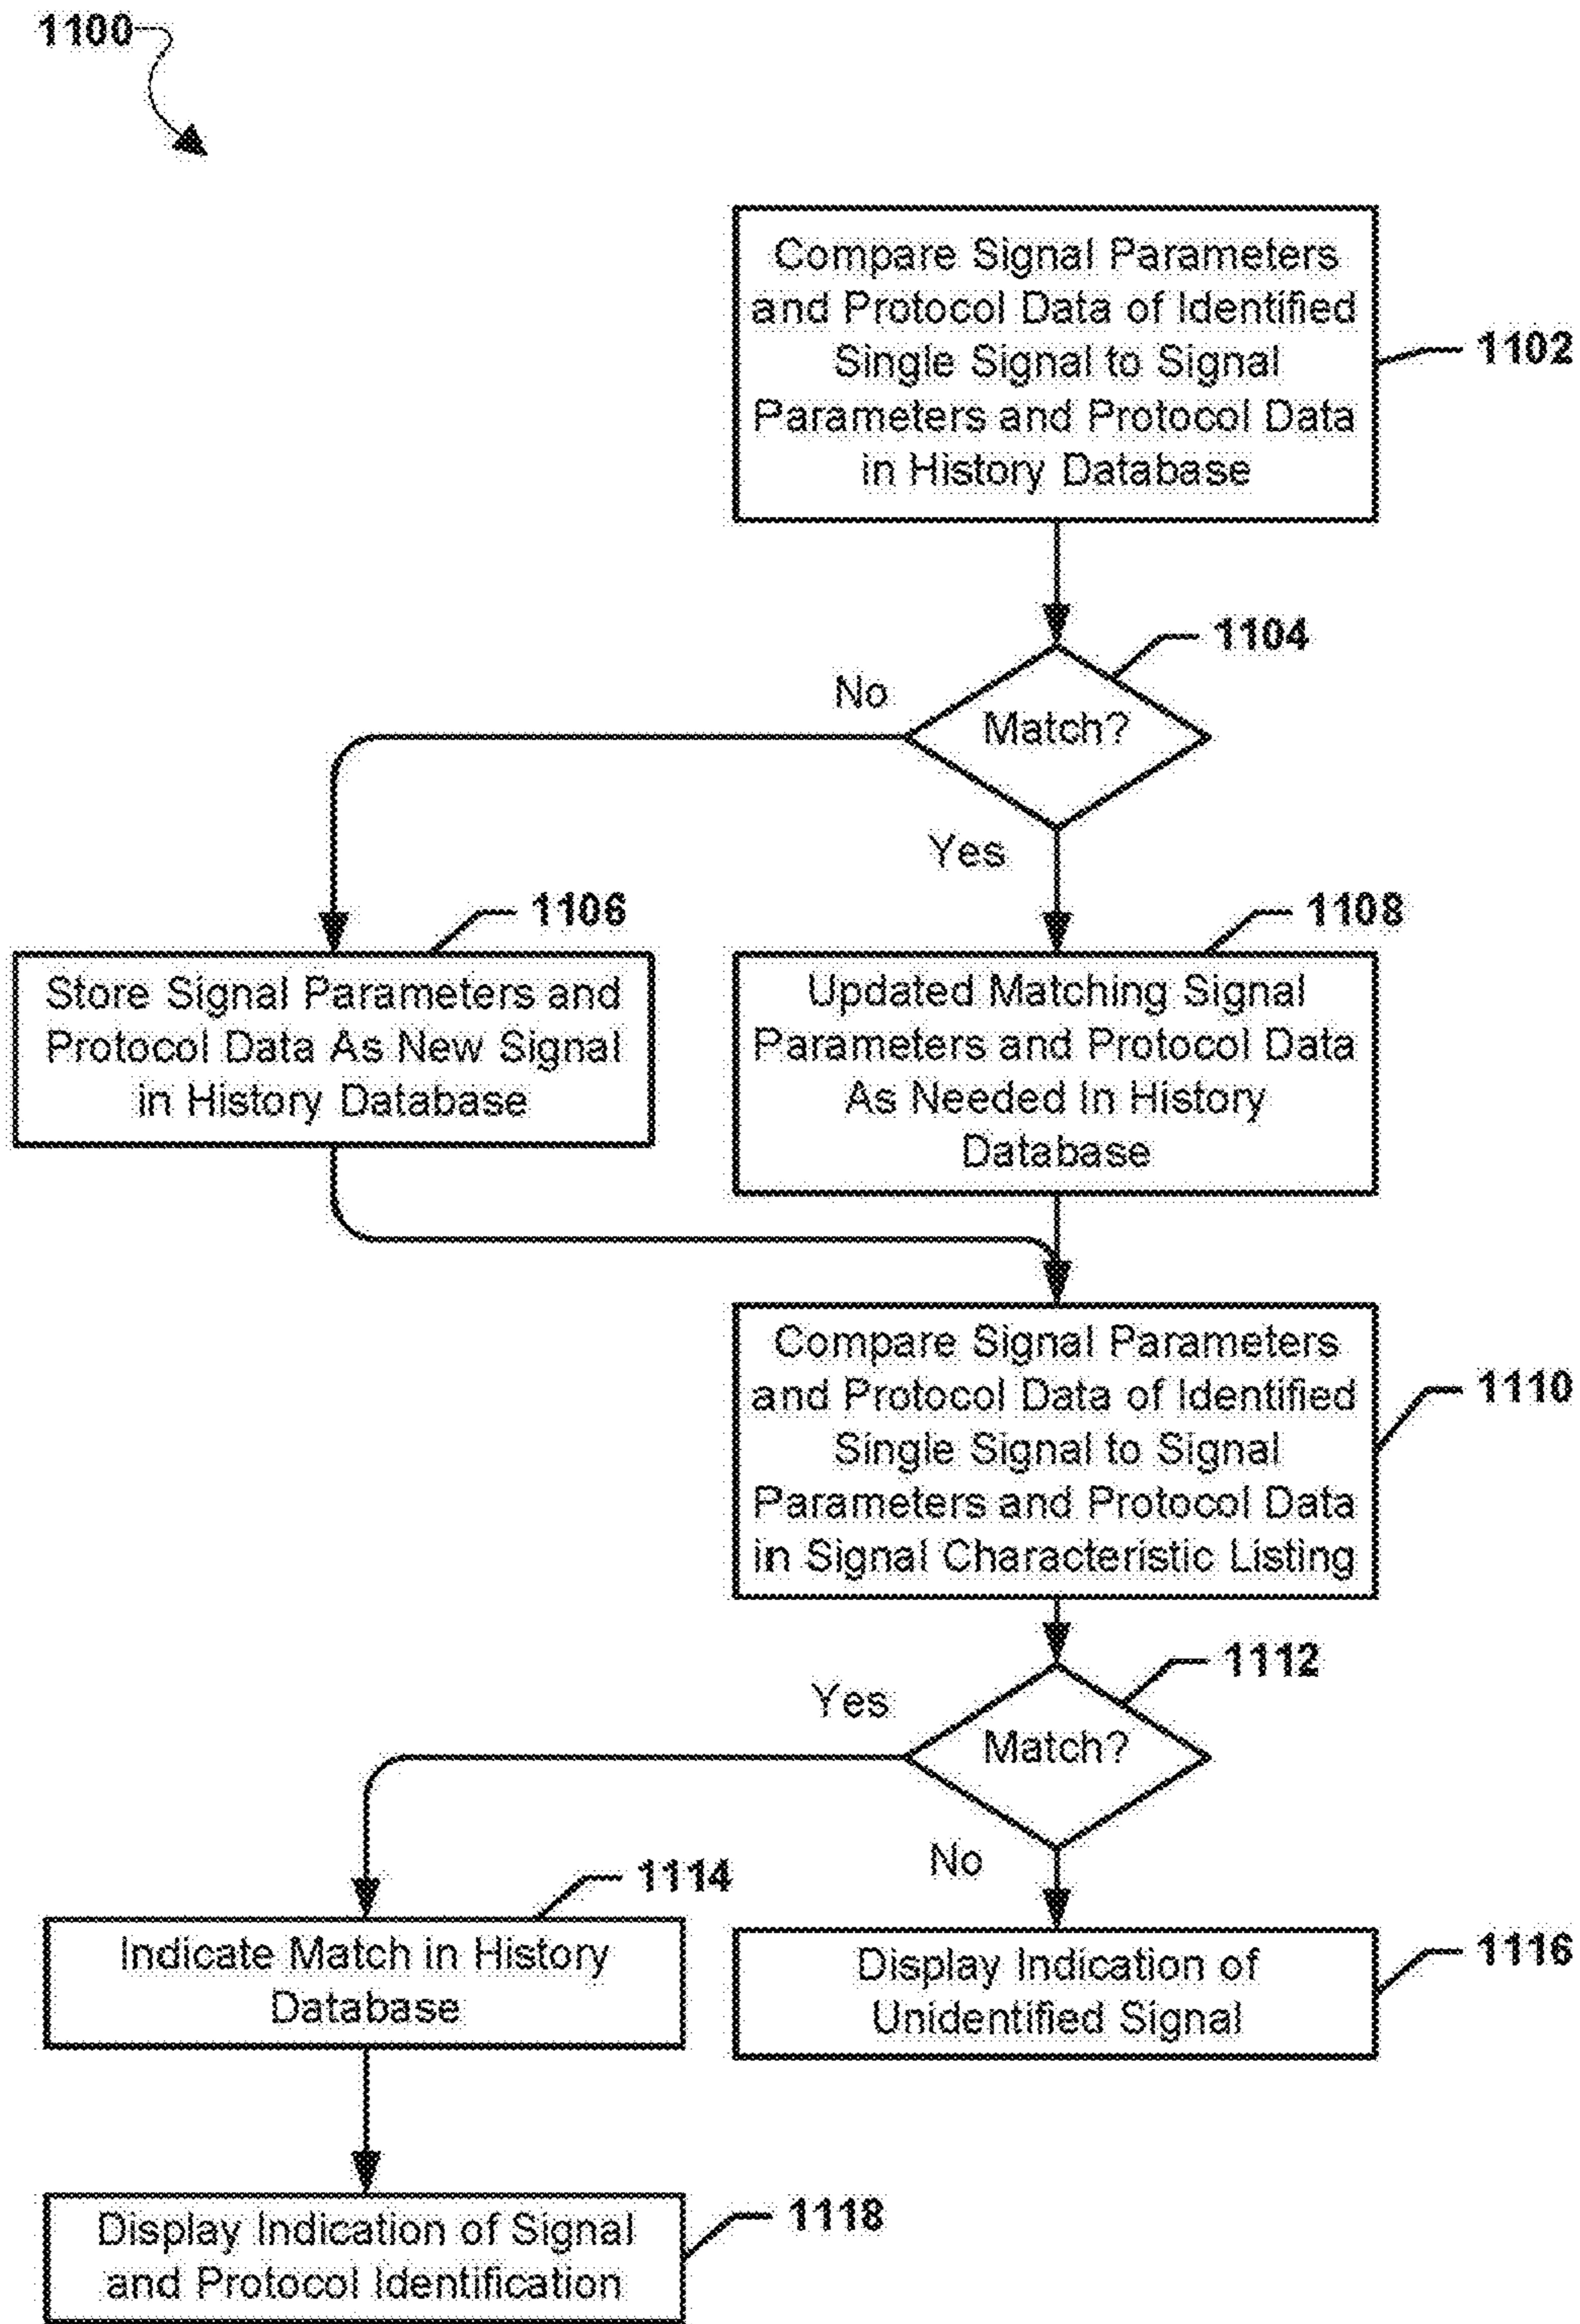 1100
Compare Signal Parameters
and Protocol Data of Identified
Single Signal to Signal
Parameters and Protocol Data
in History Database
1102
1104
No
Match?
Yes
1106
1108
Store Signal Parameters and
Protocol Data As New Signal
in History Database
Updated Matching Signal
Parameters and Protocol Data
As Needed In History
Database
Compare Signal Parameters
and Protocol Data of Identified
Single Signal to Signal
Parameters and Protocol Data
in Signal Characteristic Listing
1110
1112
Yes
Match?
No
1114
Indicate Match in History
Database
Display Indication of
Unidentified Signal
1116
Display Indication of Signal
and Protocol Identification
1118